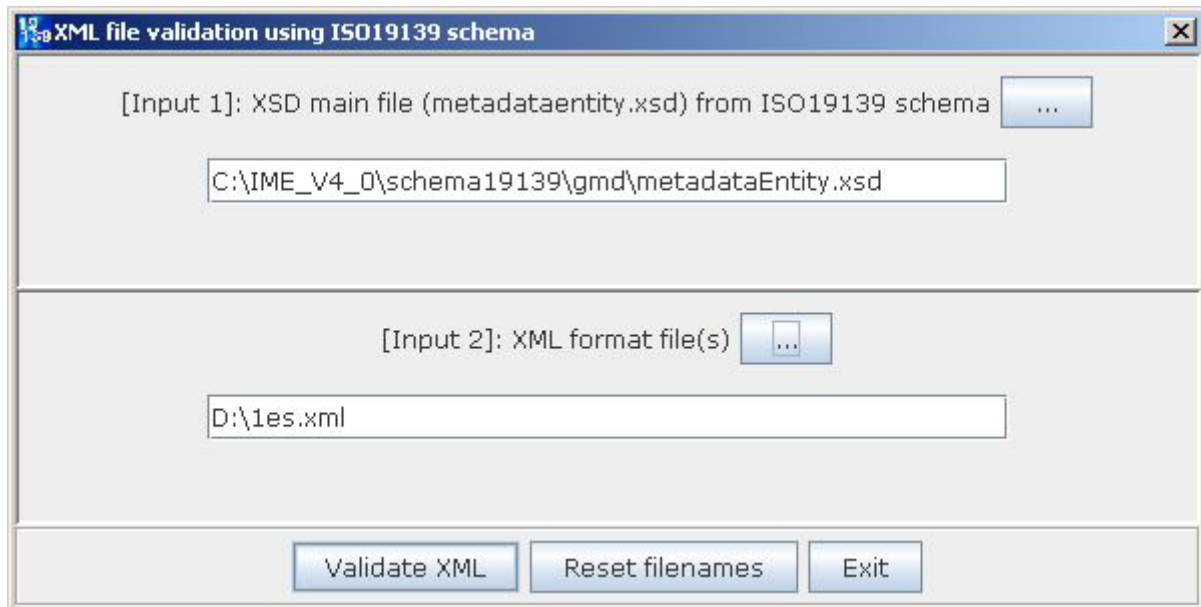 XML file validation using ISO19139 schema
[Input 1]: XSD main file (metadataentity.xsd) from ISO19139 schema ...
C:\IME_V4_0\schema19139\gmd\metadataEntity.xsd
[Input 2]: XML format file(s) ...
D:\1es.xml
Validate XML Reset filenames Exit